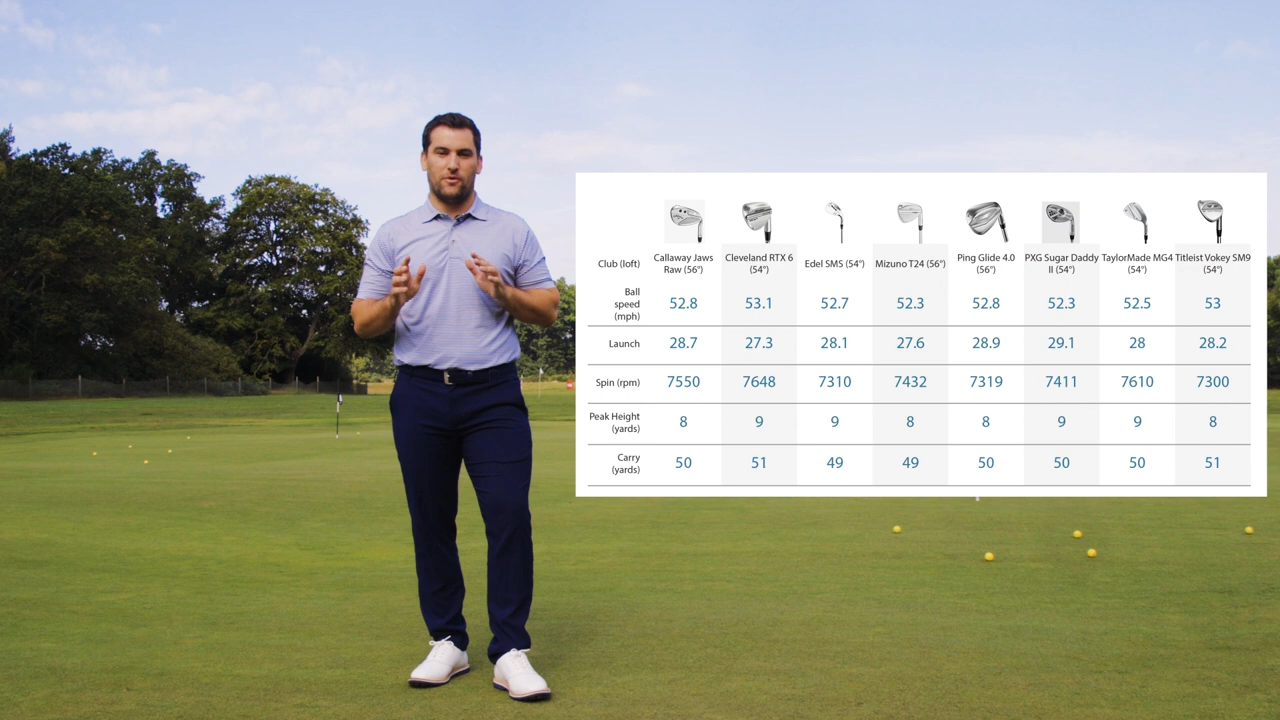 Club (loft) Callaway Jaws Raw (56°) Cleveland RTX 6 (54°) Edel SMS (54°) Mizuno T24 (56°) Ping Glide 4.0 (56°) PXG Sugar Daddy II (54°) TaylorMade MG4 (54°) Titleist Vokey SM9 (54°)
Ball speed (mph) 52.8 53.1 52.7 52.3 52.8 52.3 52.5 53
Launch 28.7 27.3 28.1 27.6 28.9 29.1 28 28.2
Spin (rpm) 7550 7648 7310 7432 7319 7411 7610 7300
Peak Height (yards) 8 9 9 8 8 9 9 8
Carry (yards) 50 51 49 49 50 50 50 51